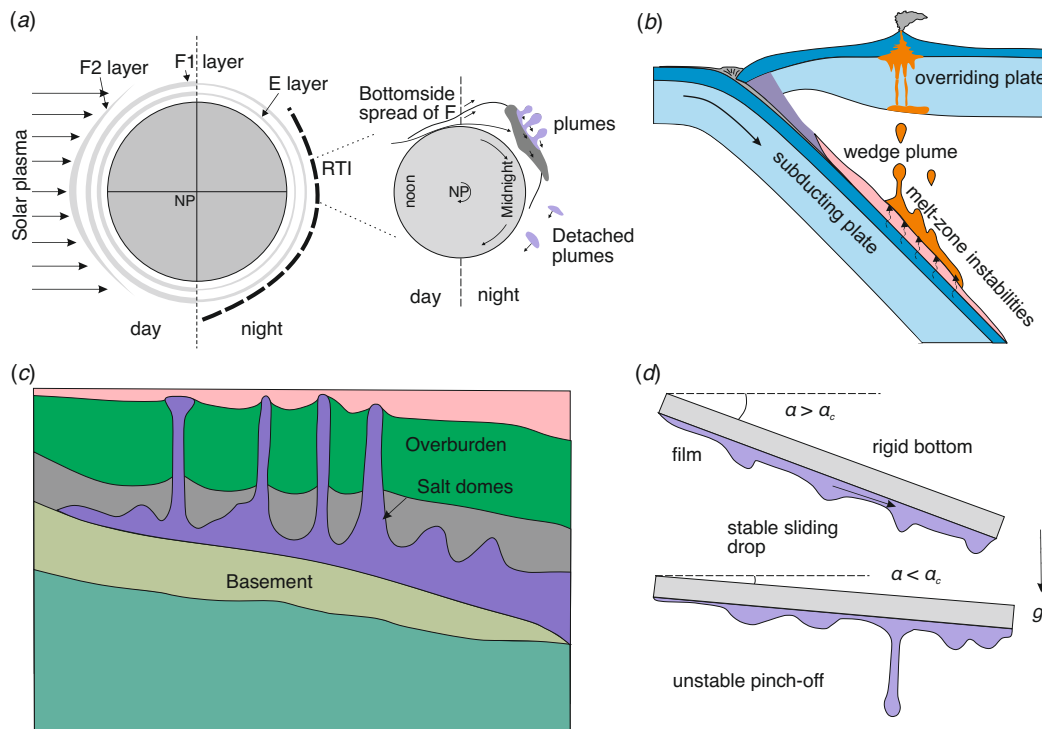 (a)
F2 layer
F1 layer
E layer
Solar plasma
NP
RTI
day
night
Bottomside
spread of F
plumes
noon
NP
Midnight
Detached
plumes
day
night
(b)
overriding plate
wedge plume
subducting plate
melt-zone instabilities
(c)
Overburden
Salt domes
Basement
(d)
α > αc
film
rigid bottom
stable sliding
drop
α < αc
g
unstable pinch-off